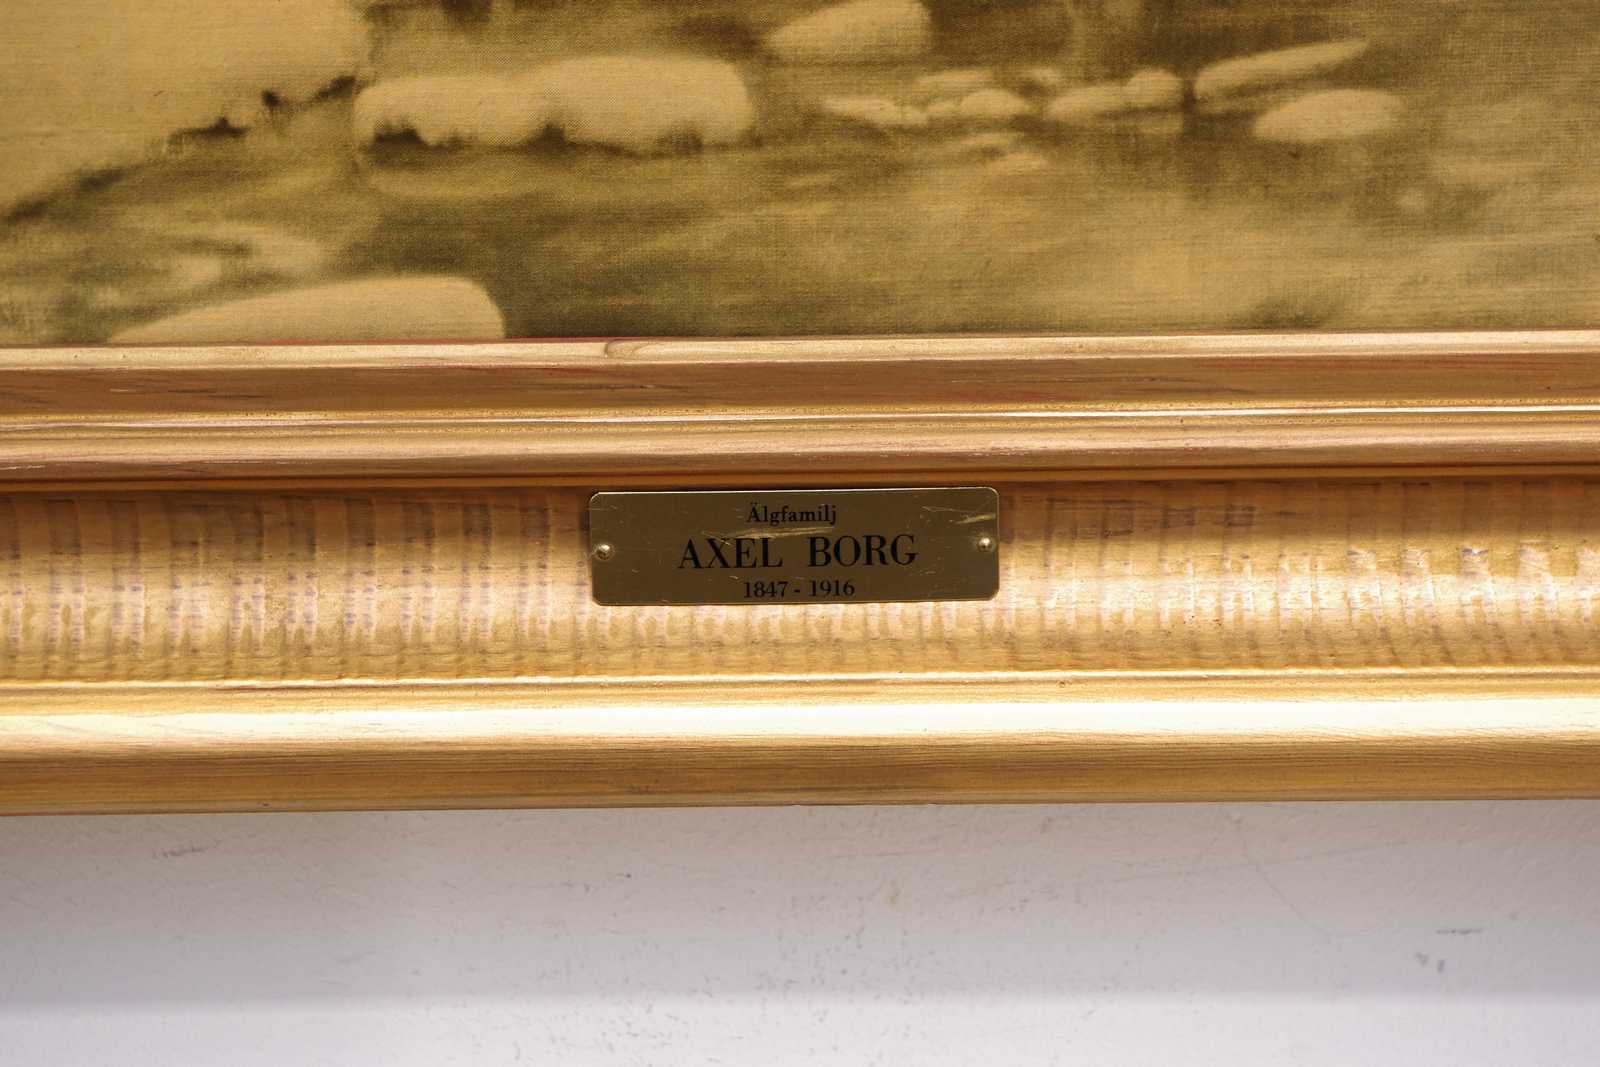 Älgfamilj
AXEL BORG
1847 - 1916